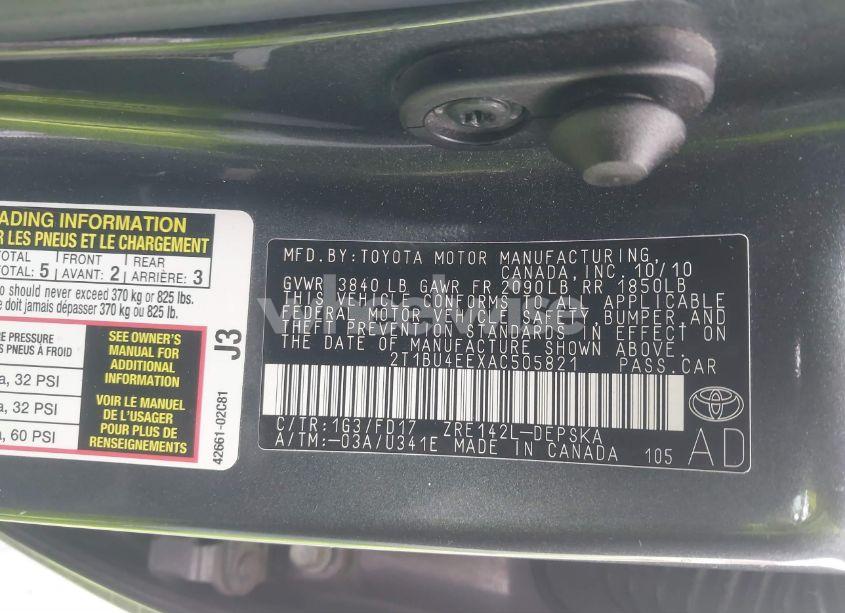 ADING INFORMATION
R LES PNEUS ET LE CHARGEMENT
TOTAL FRONT REAR
TOTAL: 5 AVANT: 2 ARRIÈRE: 3
o should never exceed 370 kg or 825 lbs.
e doit jamais dépasser 370 kg ou 825 lb.
E PRESSURE
S PNEUS À FROID
a, 32 PSI
a, 32 PSI
a, 60 PSI
SEE OWNER'S
MANUAL FOR
ADDITIONAL
INFORMATION
VOIR LE MANUEL
DE L'USAGER
POUR PLUS DE
RENSEIGNEMENTS
J3
42661-02C81
MFD. BY: TOYOTA MOTOR MANUFACTURING,
CANADA, INC. 10/10
GVWR 3840 LB GAWR FR 2090LB RR 1850LB
THIS VEHICLE CONFORMS TO ALL APPLICABLE
FEDERAL MOTOR VEHICLE SAFETY, BUMPER, AND
THEFT PREVENTION STANDARDS IN EFFECT ON
THE DATE OF MANUFACTURE SHOWN ABOVE.
2T1BU4EEXAC505821 PASS.CAR
C/TR: 1G3/FD17 ZRE142L-DEPSKA
A/TM:-03A/U341E MADE IN CANADA 105
AD